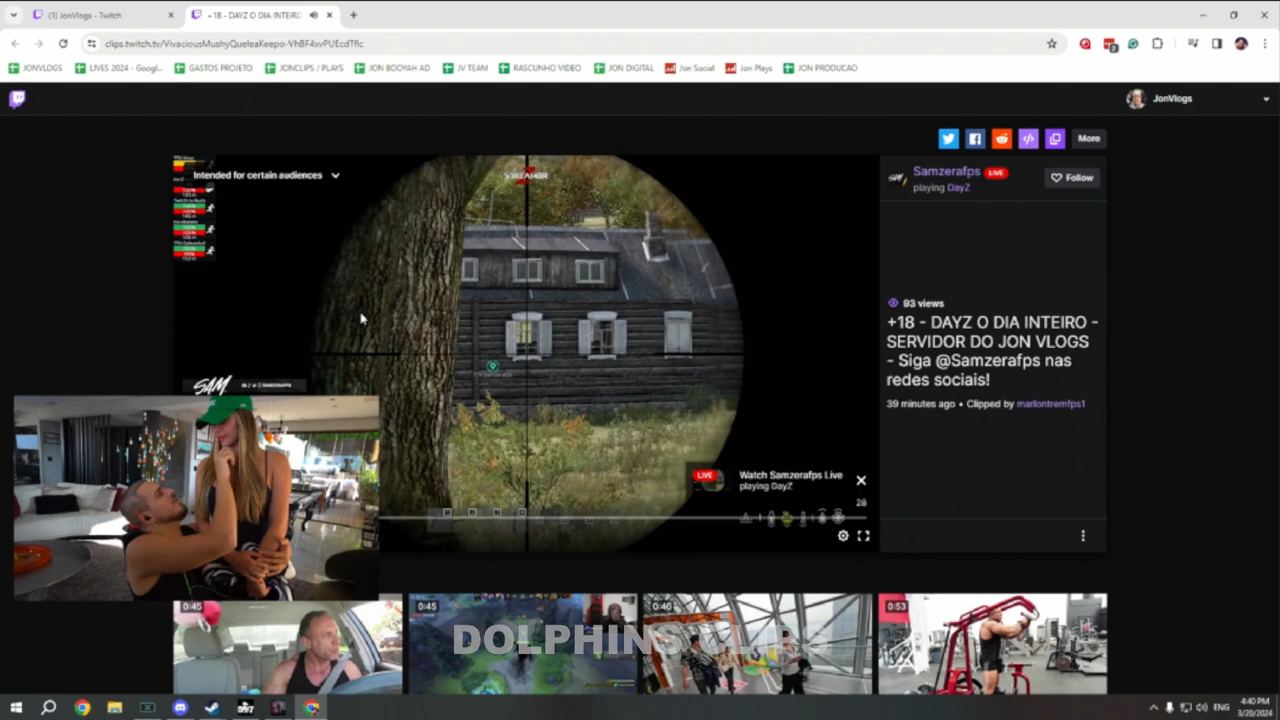 (1) JonVlogs - Twitch
+18 - DAYZ O DIA INTEIRO
clips.twitch.tv/VivaciousMushyQueleaKeepo-VhBF4xvPUEcdTflc
JONVLOGS
LIVES 2024 - Googl...
GASTOS PROJETO
JONCLIPS / PLAYS
JON BOOYAH AD
JV TEAM
RASCUNHO VIDEO
JON DIGITAL
Jon Social
Jon Plays
JON PRODUCAO
JonVlogs
More
Intended for certain audiences
Samzerafps LIVE
playing DayZ
Follow
93 views
+18 - DAYZ O DIA INTEIRO -
SERVIDOR DO JON VLOGS
- Siga @Samzerafps nas
redes sociais!
39 minutes ago • Clipped by marlontremfps1
SAM
LIVE
Watch Samzerafps Live
playing DayZ
28
0:45
0:45
0:46
0:53
DOLPHINS CLIPS
ENG
4:40 PM
3/20/2024